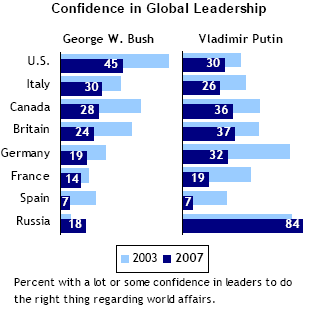 Confidence in Global Leadership
George W. Bush Vladimir Putin
U.S. 45 30
Italy 30 26
Canada 28 36
Britain 24 37
Germany 19 32
France 14 19
Spain 7 7
Russia 18 84
2003 2007
Percent with a lot or some confidence in leaders to do
the right thing regarding world affairs.